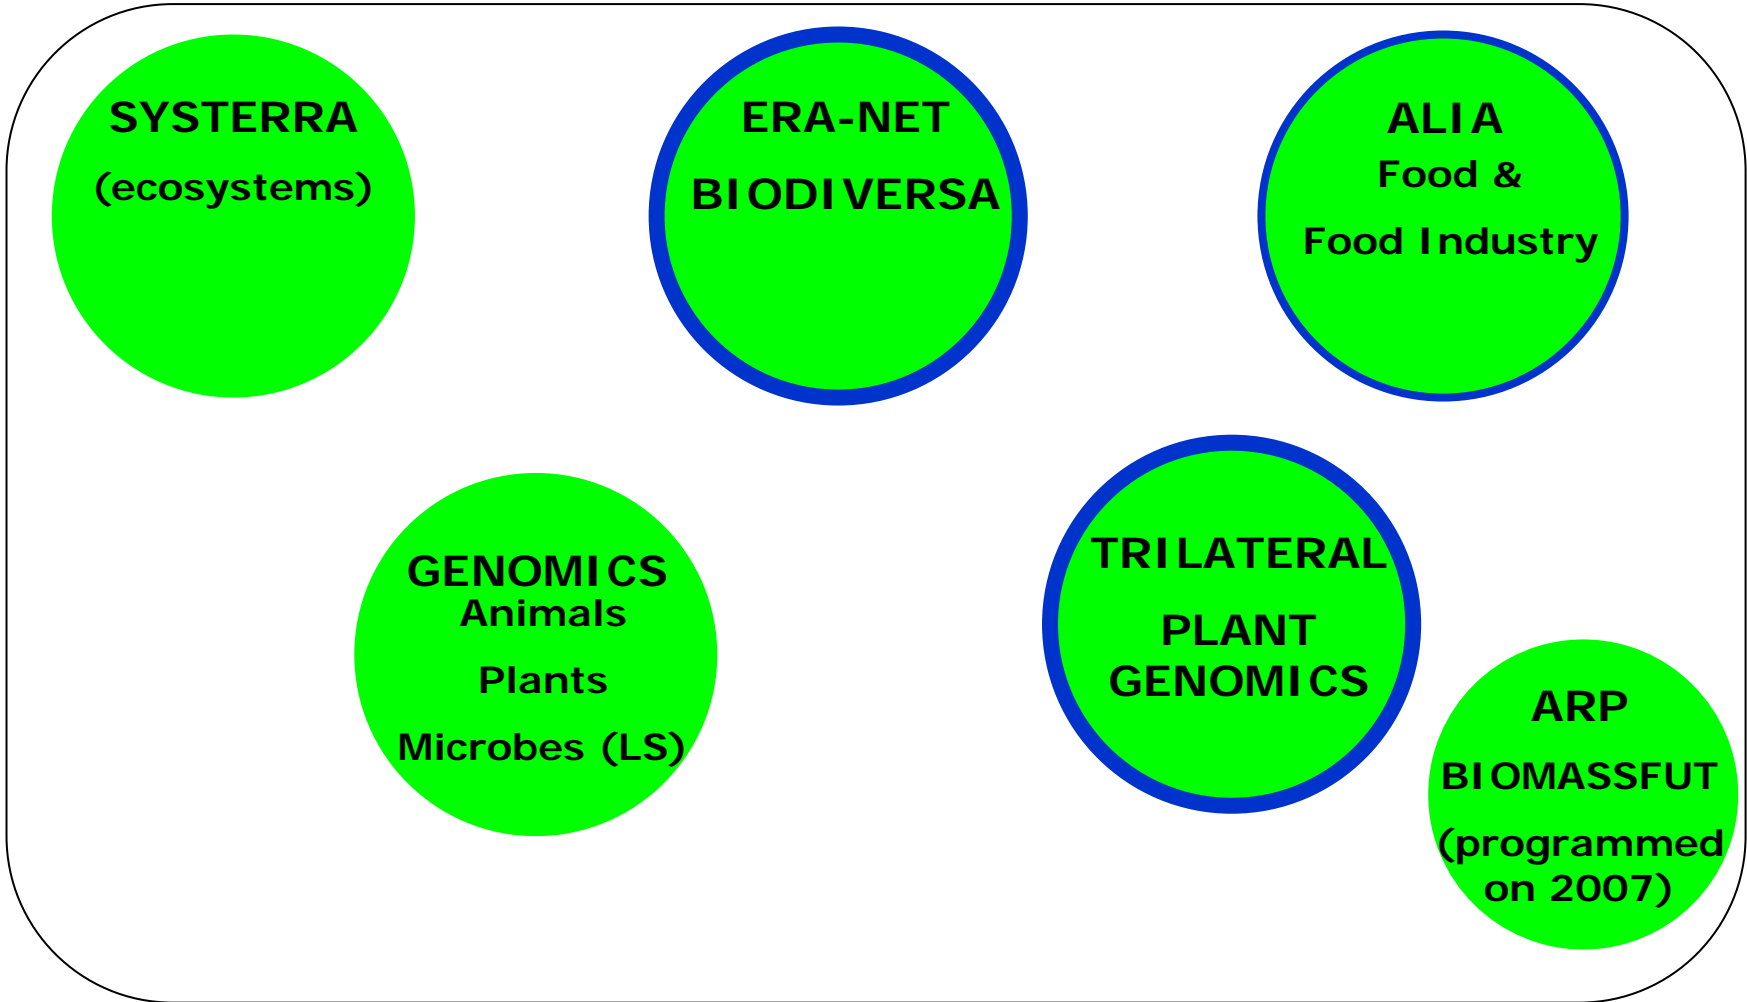 SYSTERRA
(ecosystems)
ERA-NET
BIODIVERSA
ALIA
Food &
Food Industry
GENOMICS
Animals
Plants
Microbes (LS)
TRILATERAL
PLANT
GENOMICS
ARP
BIOMASSFUT
(programmed
on 2007)